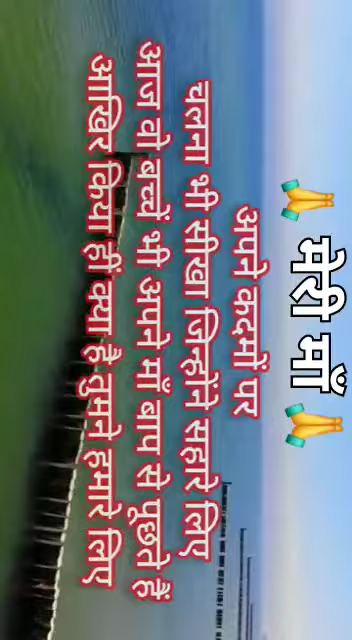 🙏 मेरी माँ 🙏
अपने कदमों पर
चलना भी सीखा जिन्होंने सहारे लिए
आज वो बच्चें भी अपने माँ बाप से पूछते हैं
आखिर किया ही क्या है तुमने हमारे लिए